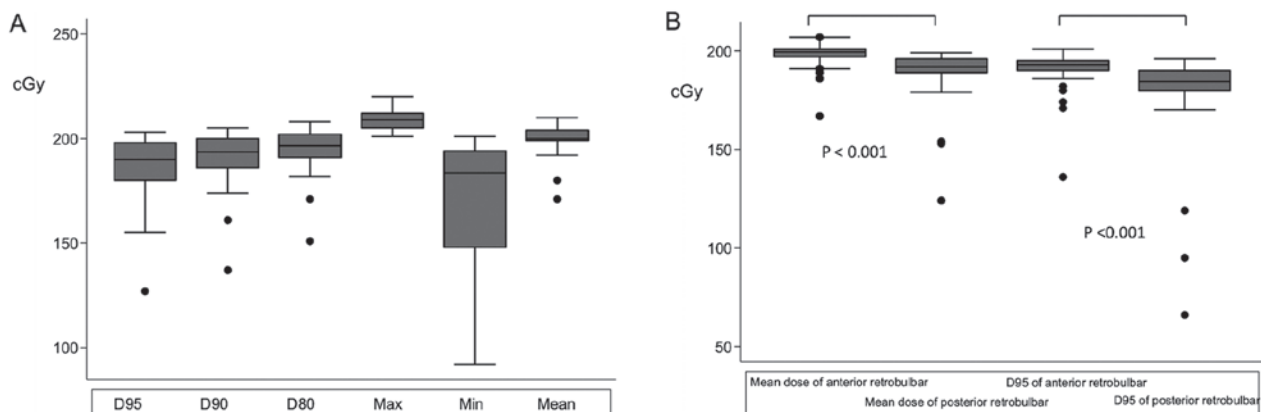 A
250
cGy
200
150
100
D95 D90 D80 Max Min Mean
B
200
cGy
150
100
50
P < 0.001
P <0.001
Mean dose of anterior retrobulbar
Mean dose of posterior retrobulbar
D95 of anterior retrobulbar
D95 of posterior retrobulbar